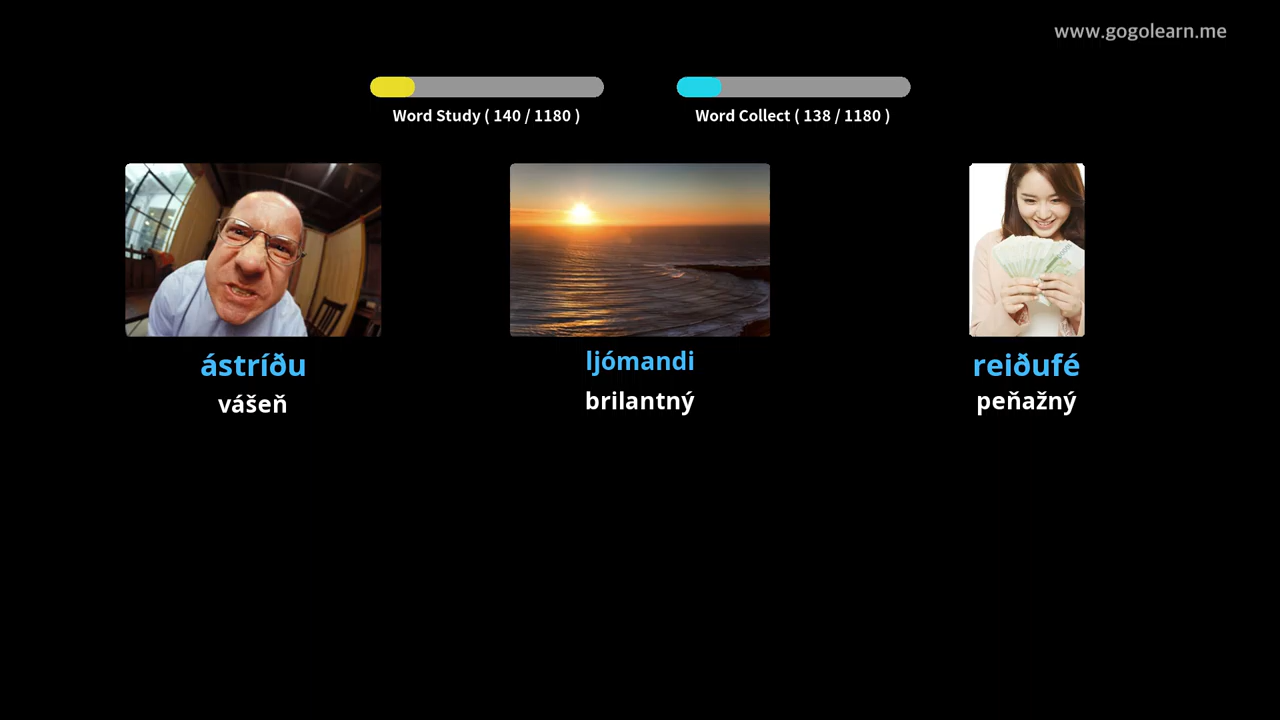 www.gogolearn.me
Word Study ( 140 / 1180 )
Word Collect ( 138 / 1180 )
ástríðu
ljómandi
reiðufé
vášeň
brilantný
peňažný